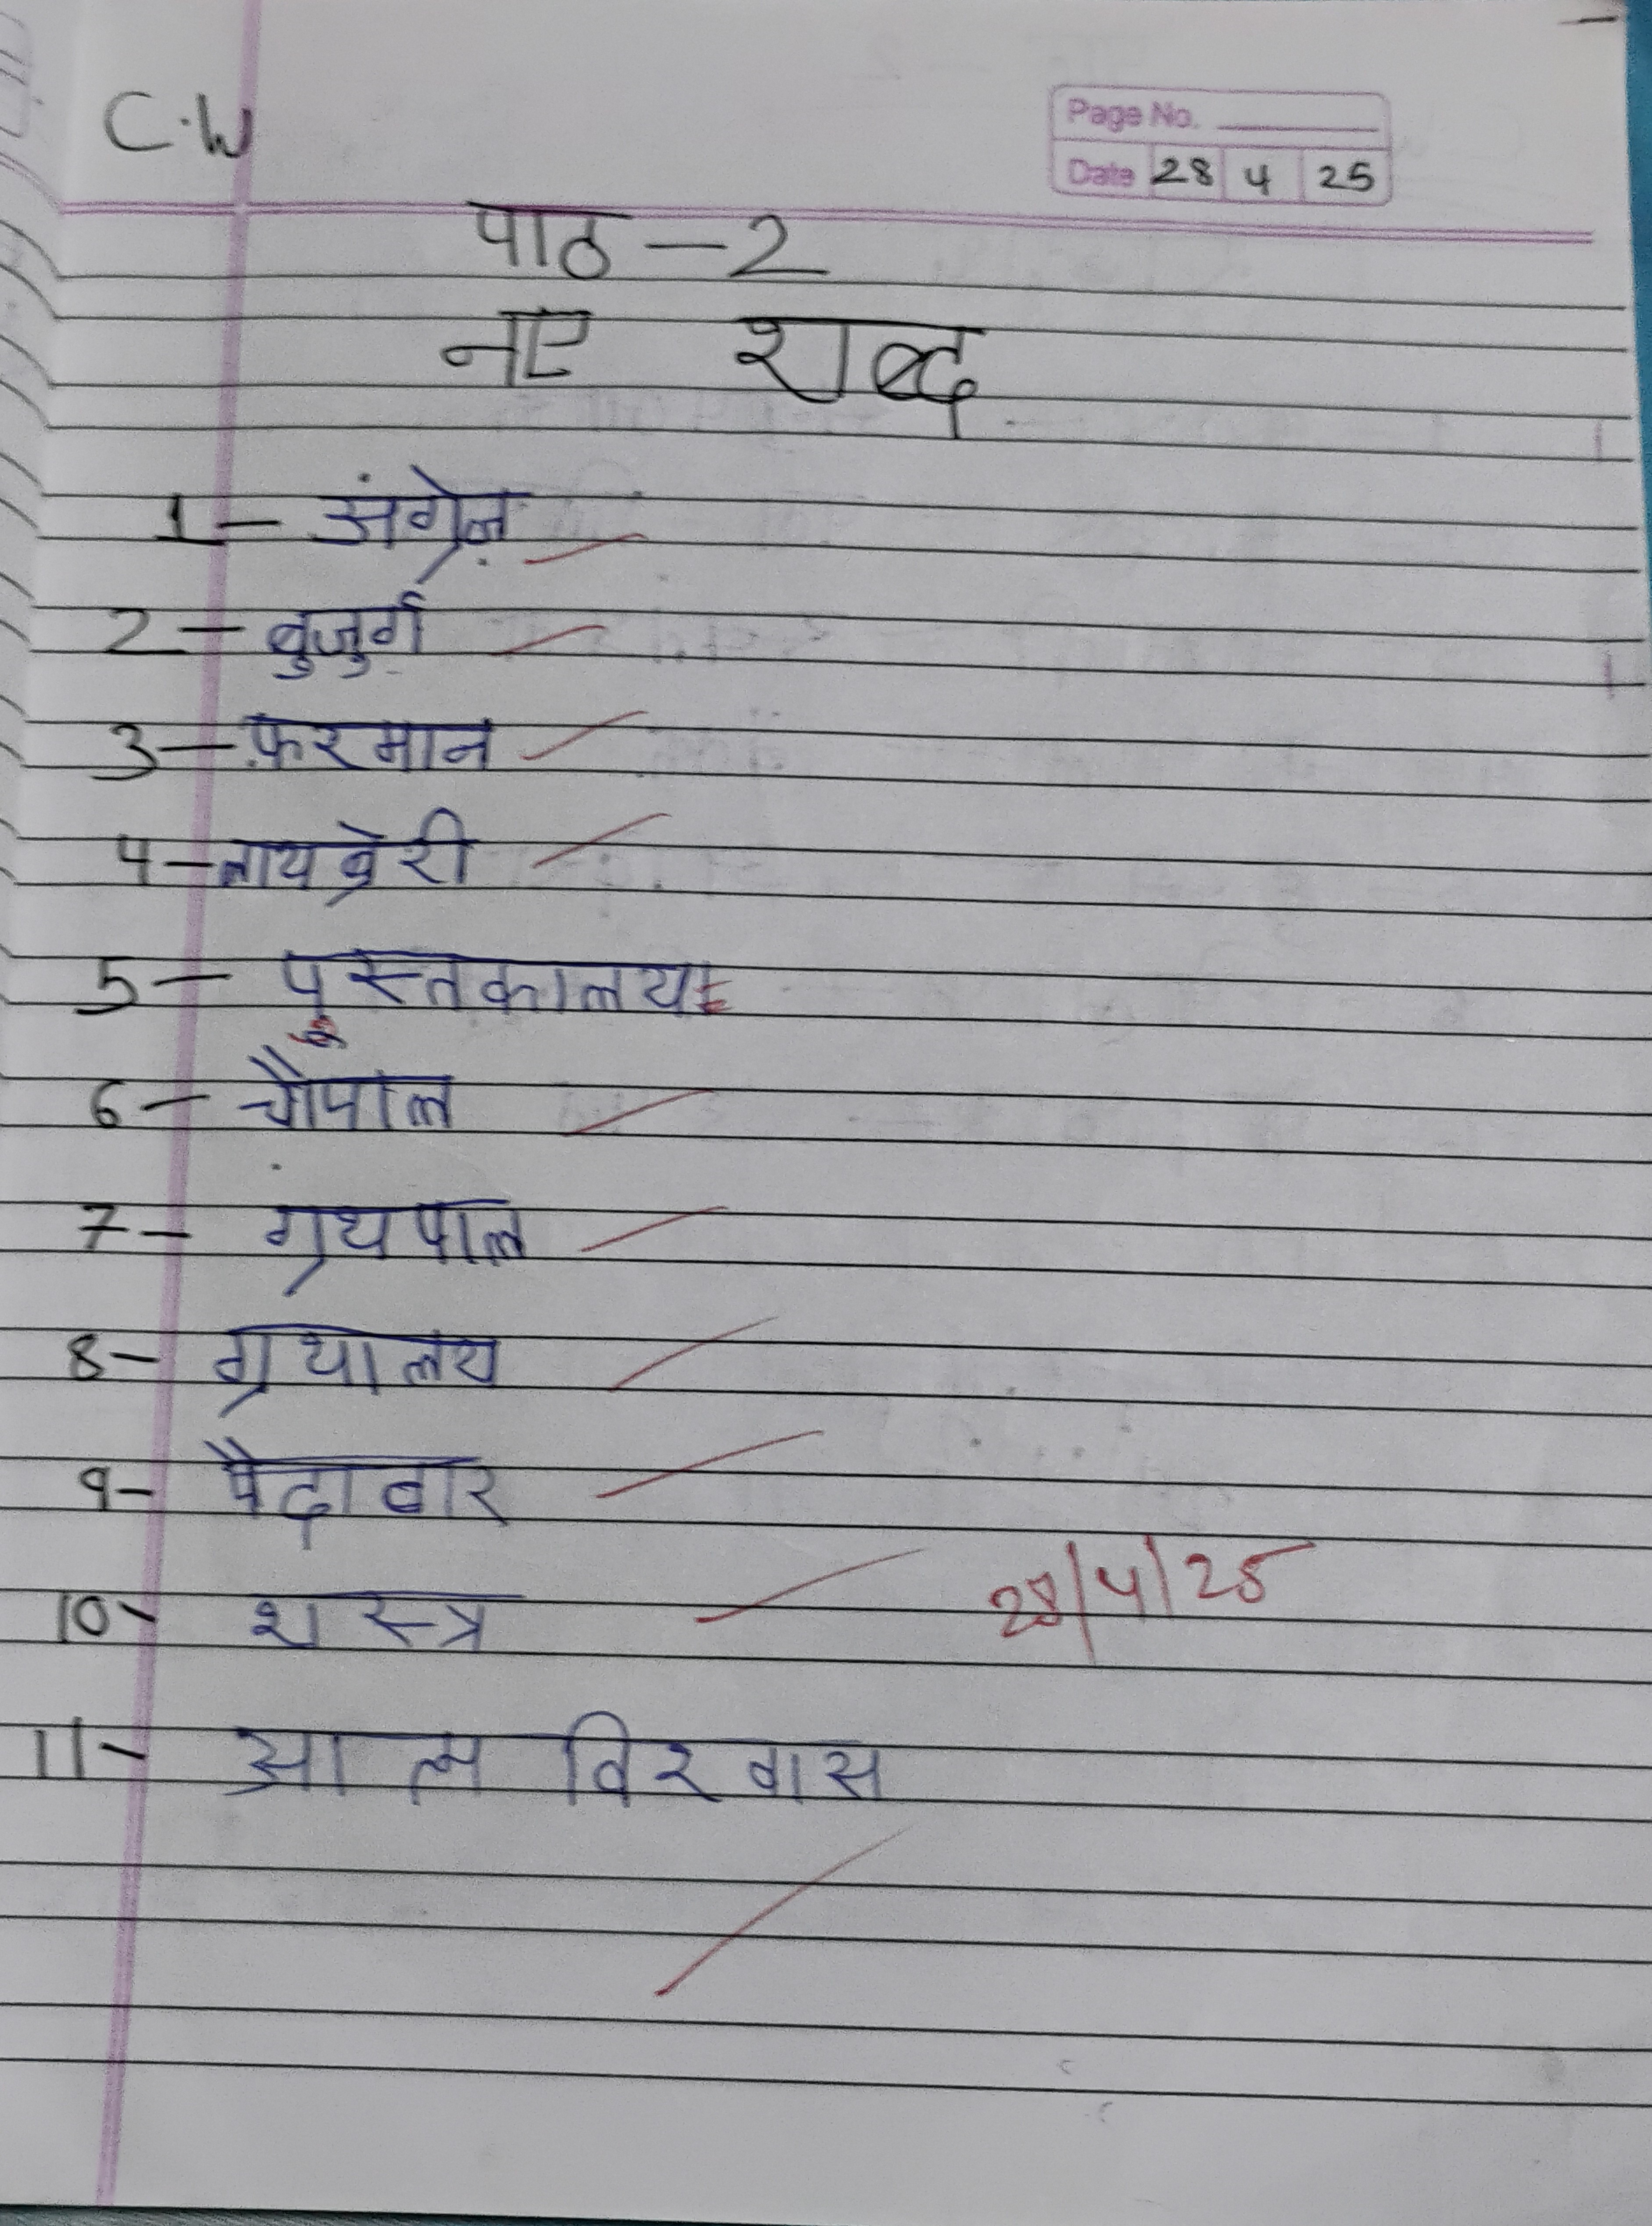 C.W
Page No.
Date 28 4 25
पाठ - 2
नए शब्द
1 - अंग्रेज़
2 - बुजुर्ग
3 - फ़रमान
4 - लायब्रेरी
5 - पुस्तकालय
6 - चौपाल
7 - ग्रंथपाल
8 - ग्रथालय
9 - पैदावार
10 - शस्त्र
28/4/25
11 - आत्म विश्वास